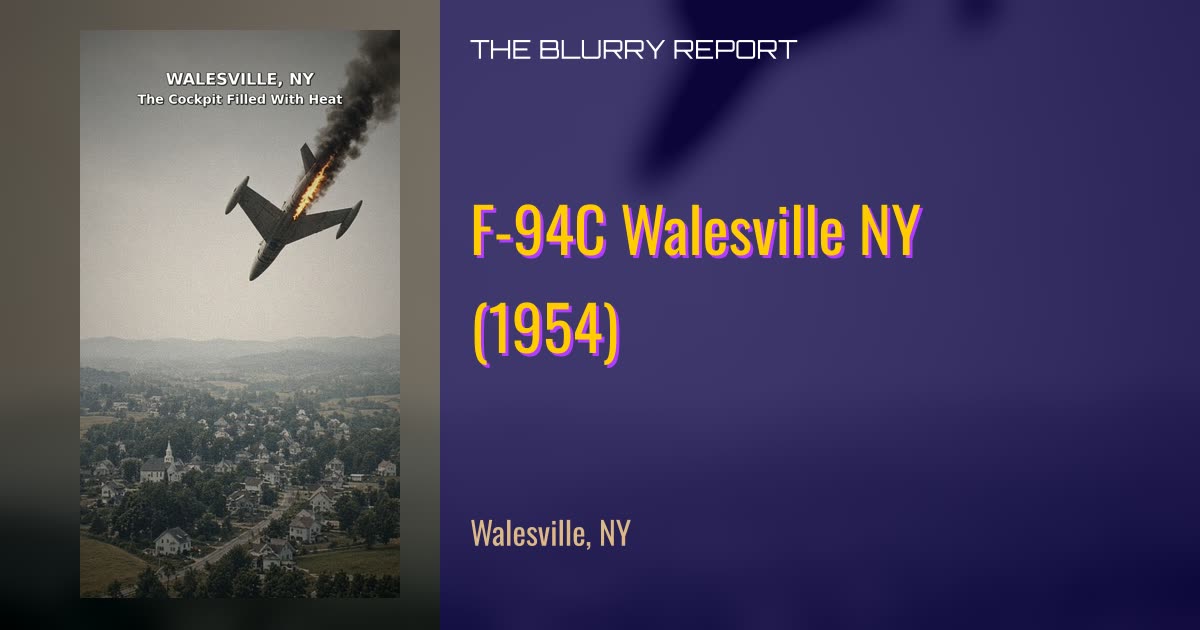 WALESVILLE, NY
The Cockpit Filled With Heat
THE BLURRY REPORT
F-94C Walesville NY
(1954)
Walesville, NY